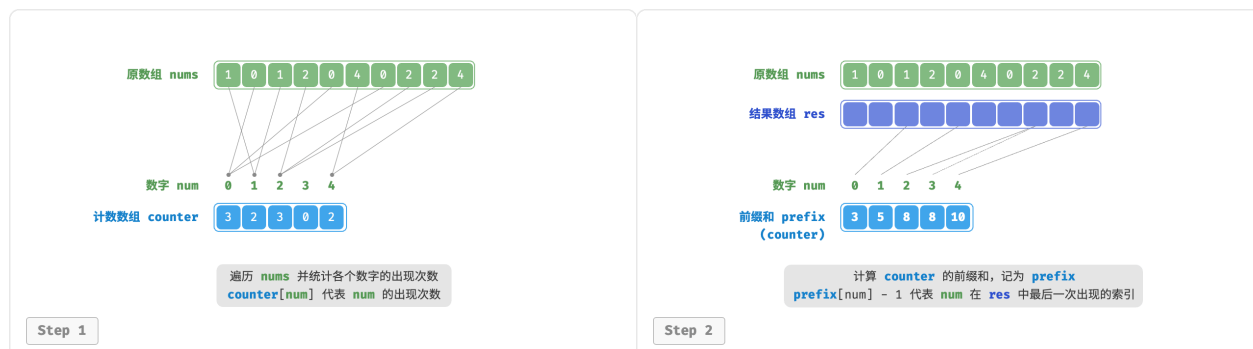 原数组 nums 1 0 1 2 0 4 0 2 2 4
数字 num 0 1 2 3 4
计数数组 counter 3 2 3 0 2
遍历 nums 并统计各个数字的出现次数
counter[num] 代表 num 的出现次数
Step 1
原数组 nums 1 0 1 2 0 4 0 2 2 4
结果数组 res
数字 num 0 1 2 3 4
前缀和 prefix 3 5 8 8 10
(counter)
计算 counter 的前缀和，记为 prefix
prefix[num] - 1 代表 num 在 res 中最后一次出现的索引
Step 2